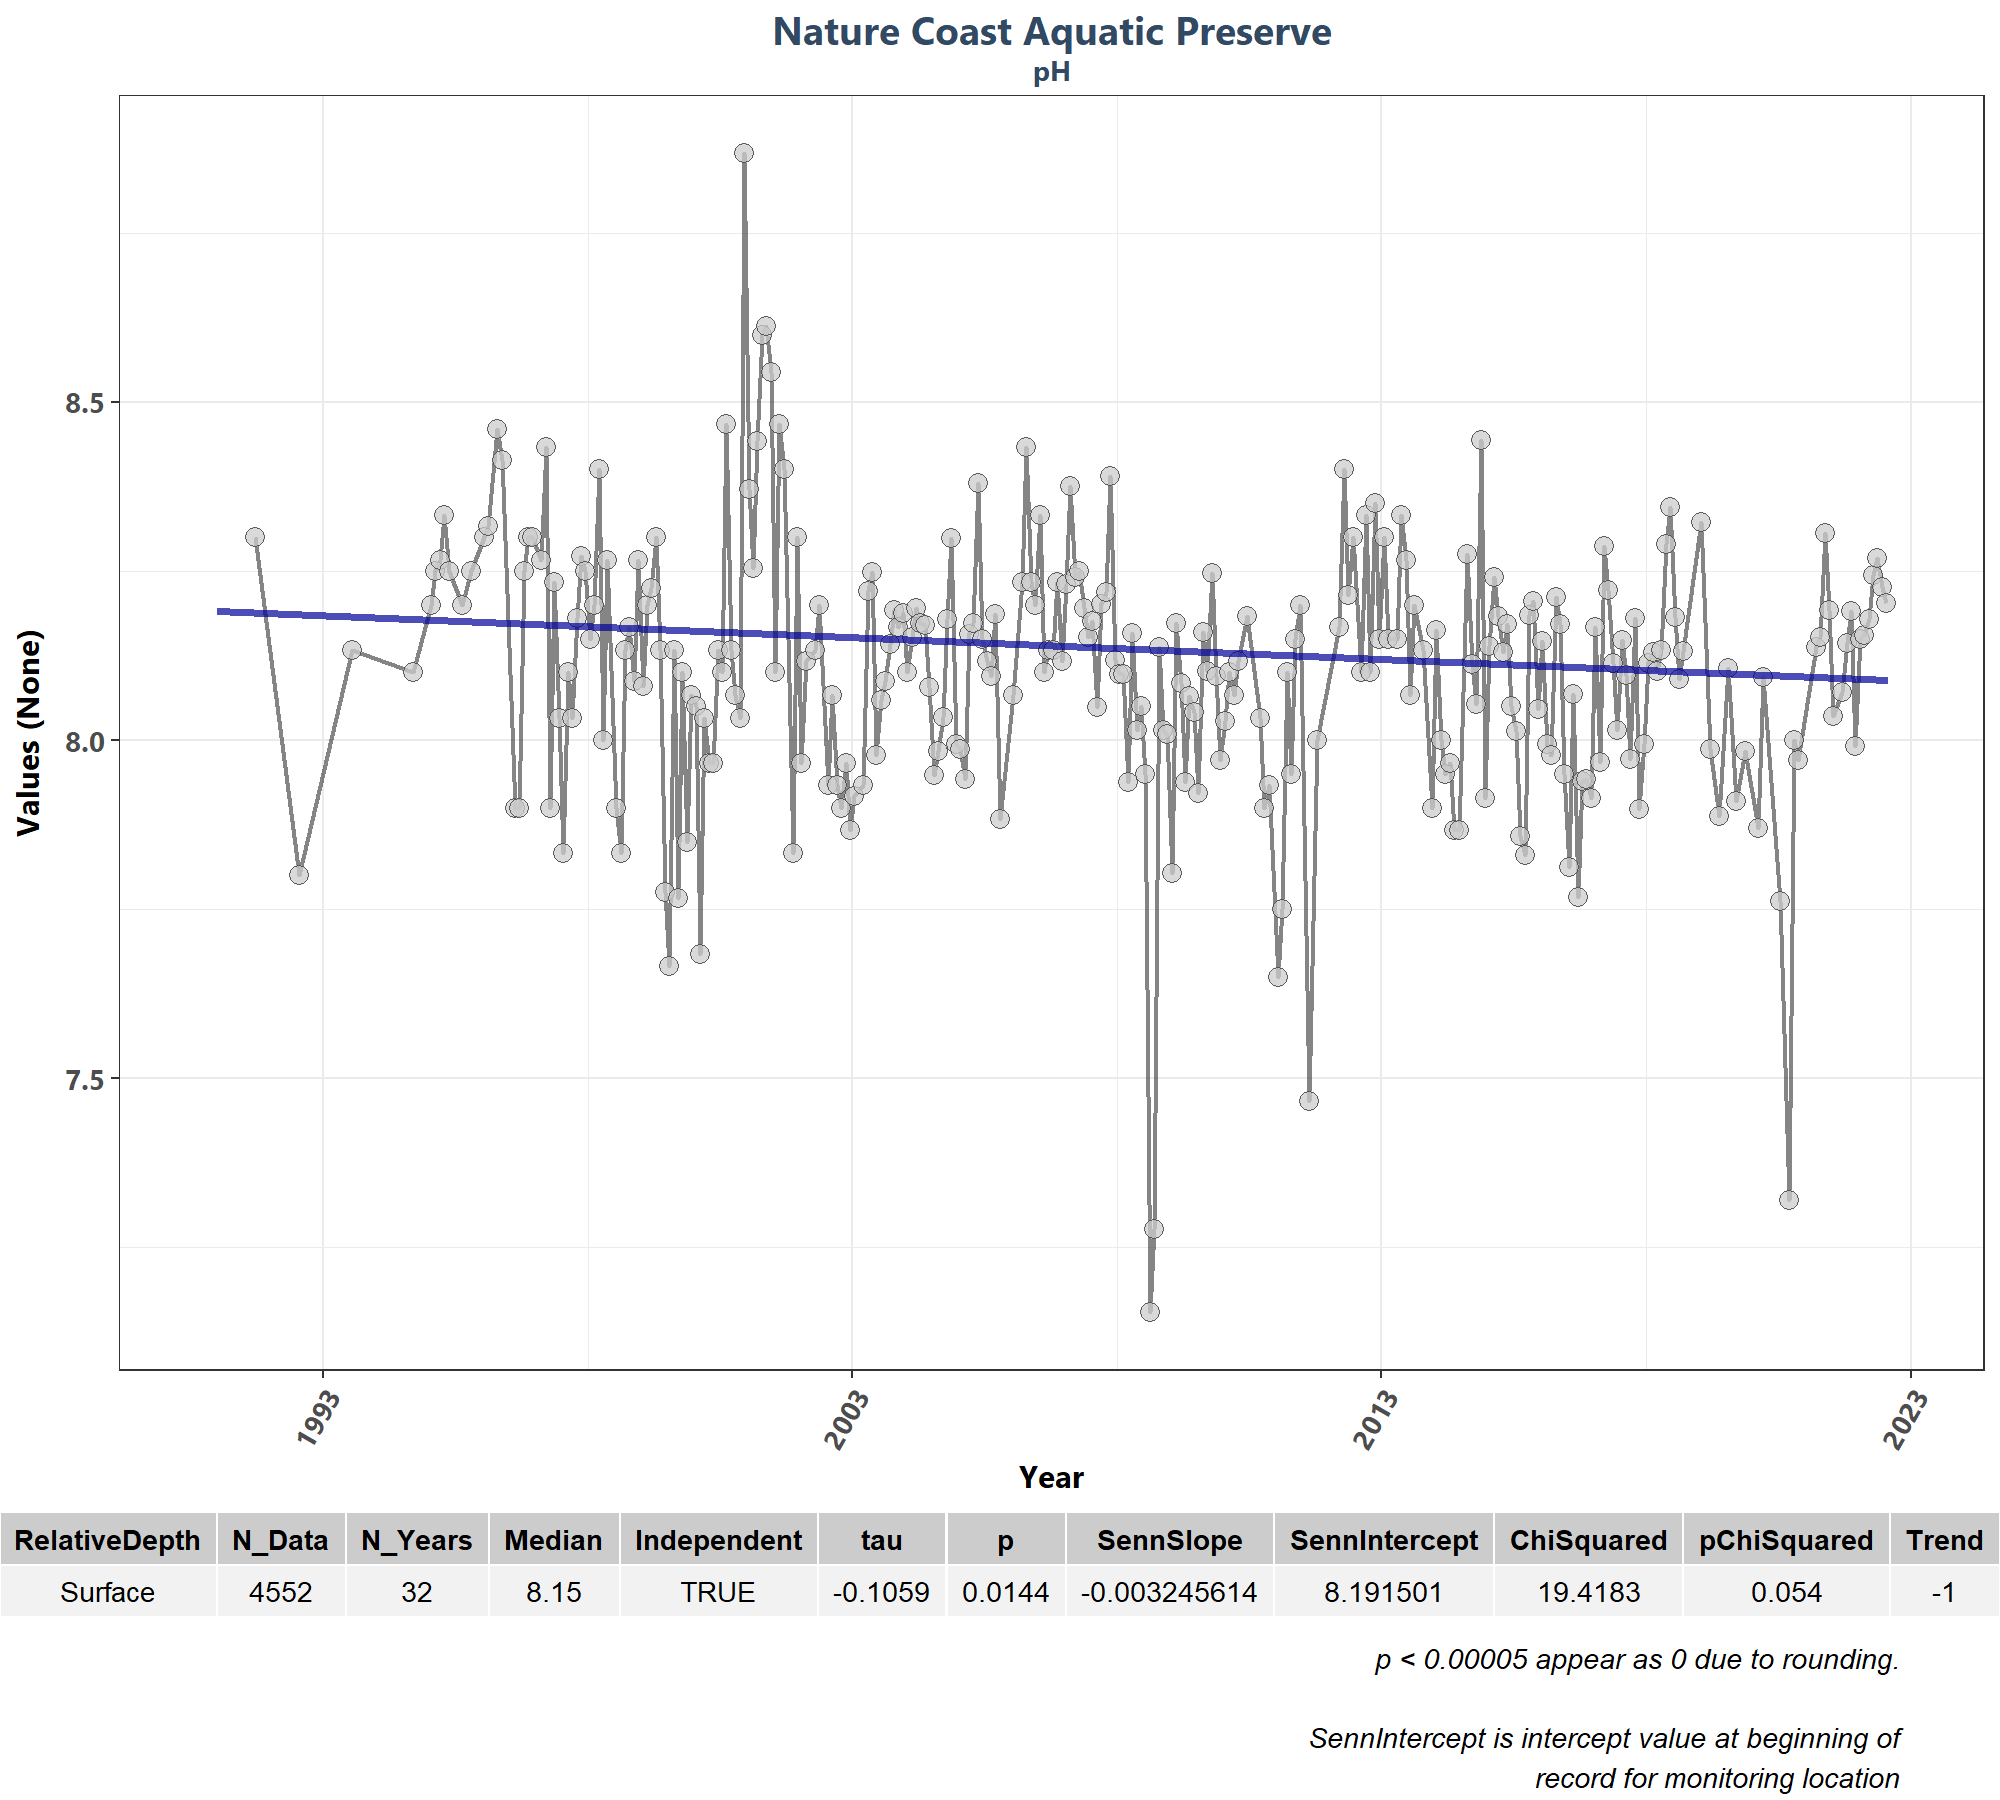 Nature Coast Aquatic Preserve
pH
Values (None)
8.5
8.0
7.5
1993
2003
2013
2023
Year
RelativeDepth N_Data N_Years Median Independent tau p SennSlope SennIntercept ChiSquared pChiSquared Trend
Surface 4552 32 8.15 TRUE -0.1059 0.0144 -0.003245614 8.191501 19.4183 0.054 -1
p < 0.00005 appear as 0 due to rounding.
SennIntercept is intercept value at beginning of
record for monitoring location